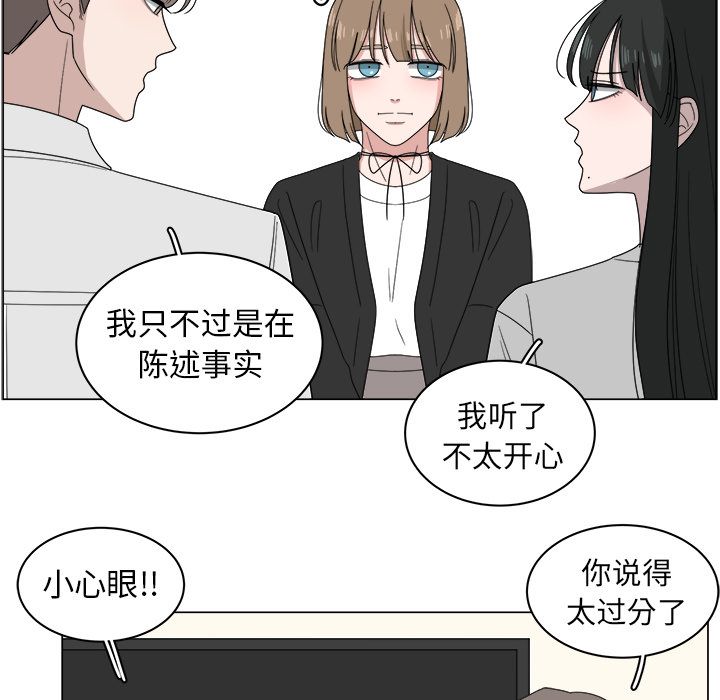 我只不过是在
陈述事实
我听了
不太开心
小心眼!!
你说得
太过分了